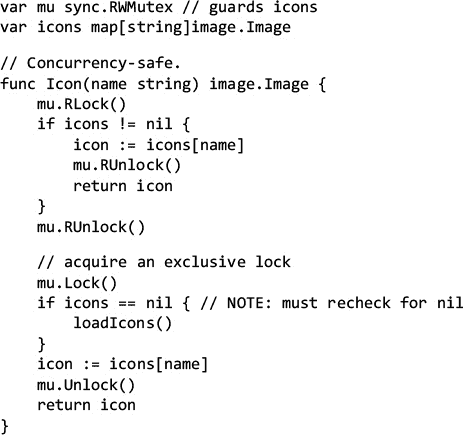 var mu sync.RWMutex // guards icons
var icons map[string]image.Image
// Concurrency-safe.
func Icon(name string) image.Image {
    mu.RLock()
    if icons != nil {
        icon := icons[name]
        mu.RUnlock()
        return icon
    }
    mu.RUnlock()
    // acquire an exclusive lock
    mu.Lock()
    if icons == nil { // NOTE: must recheck for nil
        loadIcons()
    }
    icon := icons[name]
    mu.Unlock()
    return icon
}